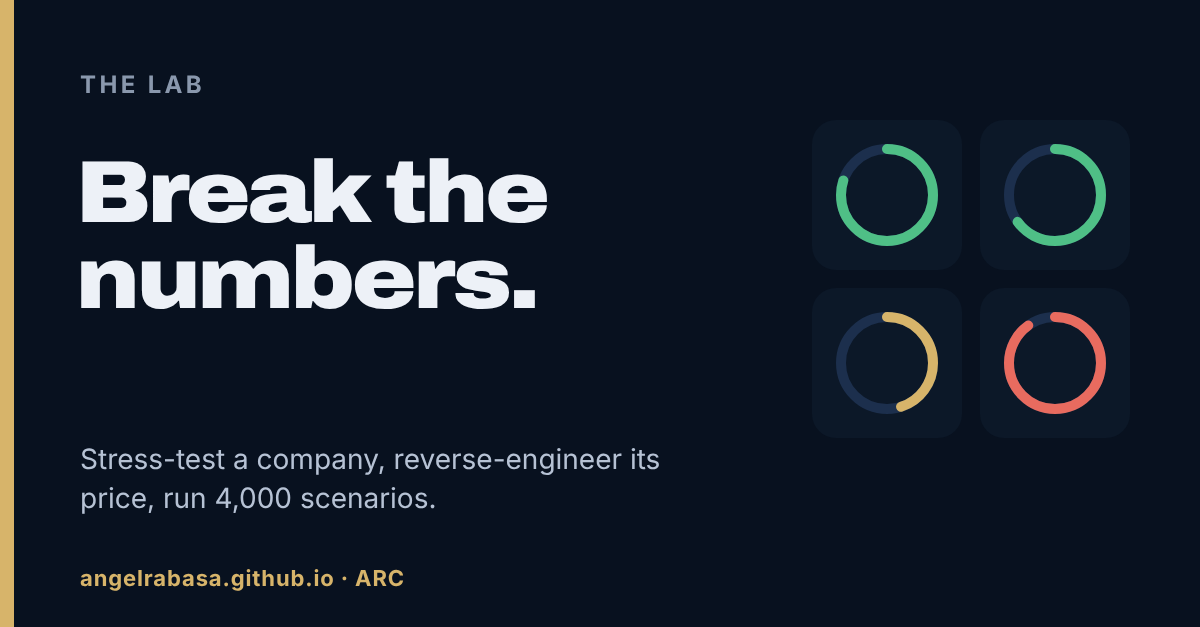 THE LAB
Break the
numbers.
Stress-test a company, reverse-engineer its
price, run 4,000 scenarios.
angelrabasa.github.io · ARC